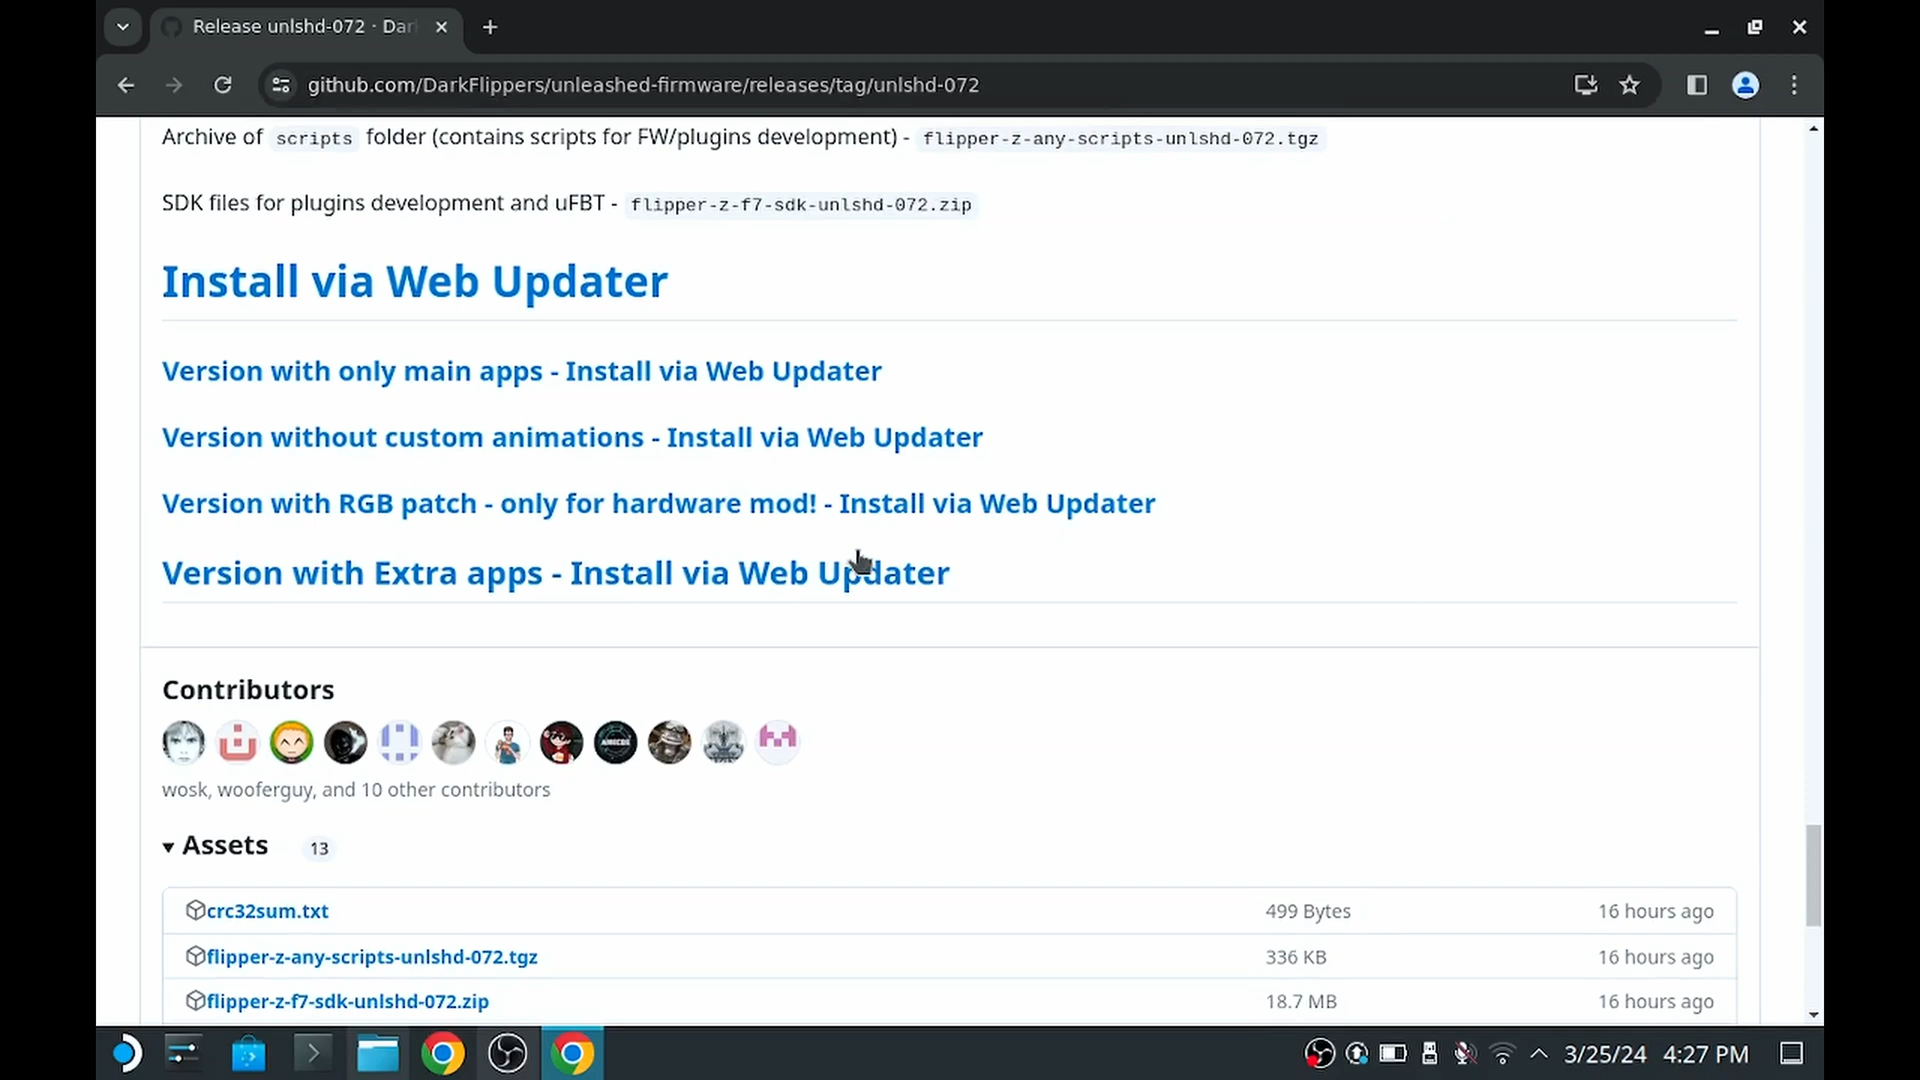 Release unlshd-072 · Dar
github.com/DarkFlippers/unleashed-firmware/releases/tag/unlshd-072
Archive of scripts folder (contains scripts for FW/plugins development) - flipper-z-any-scripts-unlshd-072.tgz
SDK files for plugins development and uFBT - flipper-z-f7-sdk-unlshd-072.zip
Install via Web Updater
Version with only main apps - Install via Web Updater
Version without custom animations - Install via Web Updater
Version with RGB patch - only for hardware mod! - Install via Web Updater
Version with Extra apps - Install via Web Updater
Contributors
wosk, wooferguy, and 10 other contributors
Assets 13
crc32sum.txt 499 Bytes 16 hours ago
flipper-z-any-scripts-unlshd-072.tgz 336 KB 16 hours ago
flipper-z-f7-sdk-unlshd-072.zip 18.7 MB 16 hours ago
3/25/24 4:27 PM